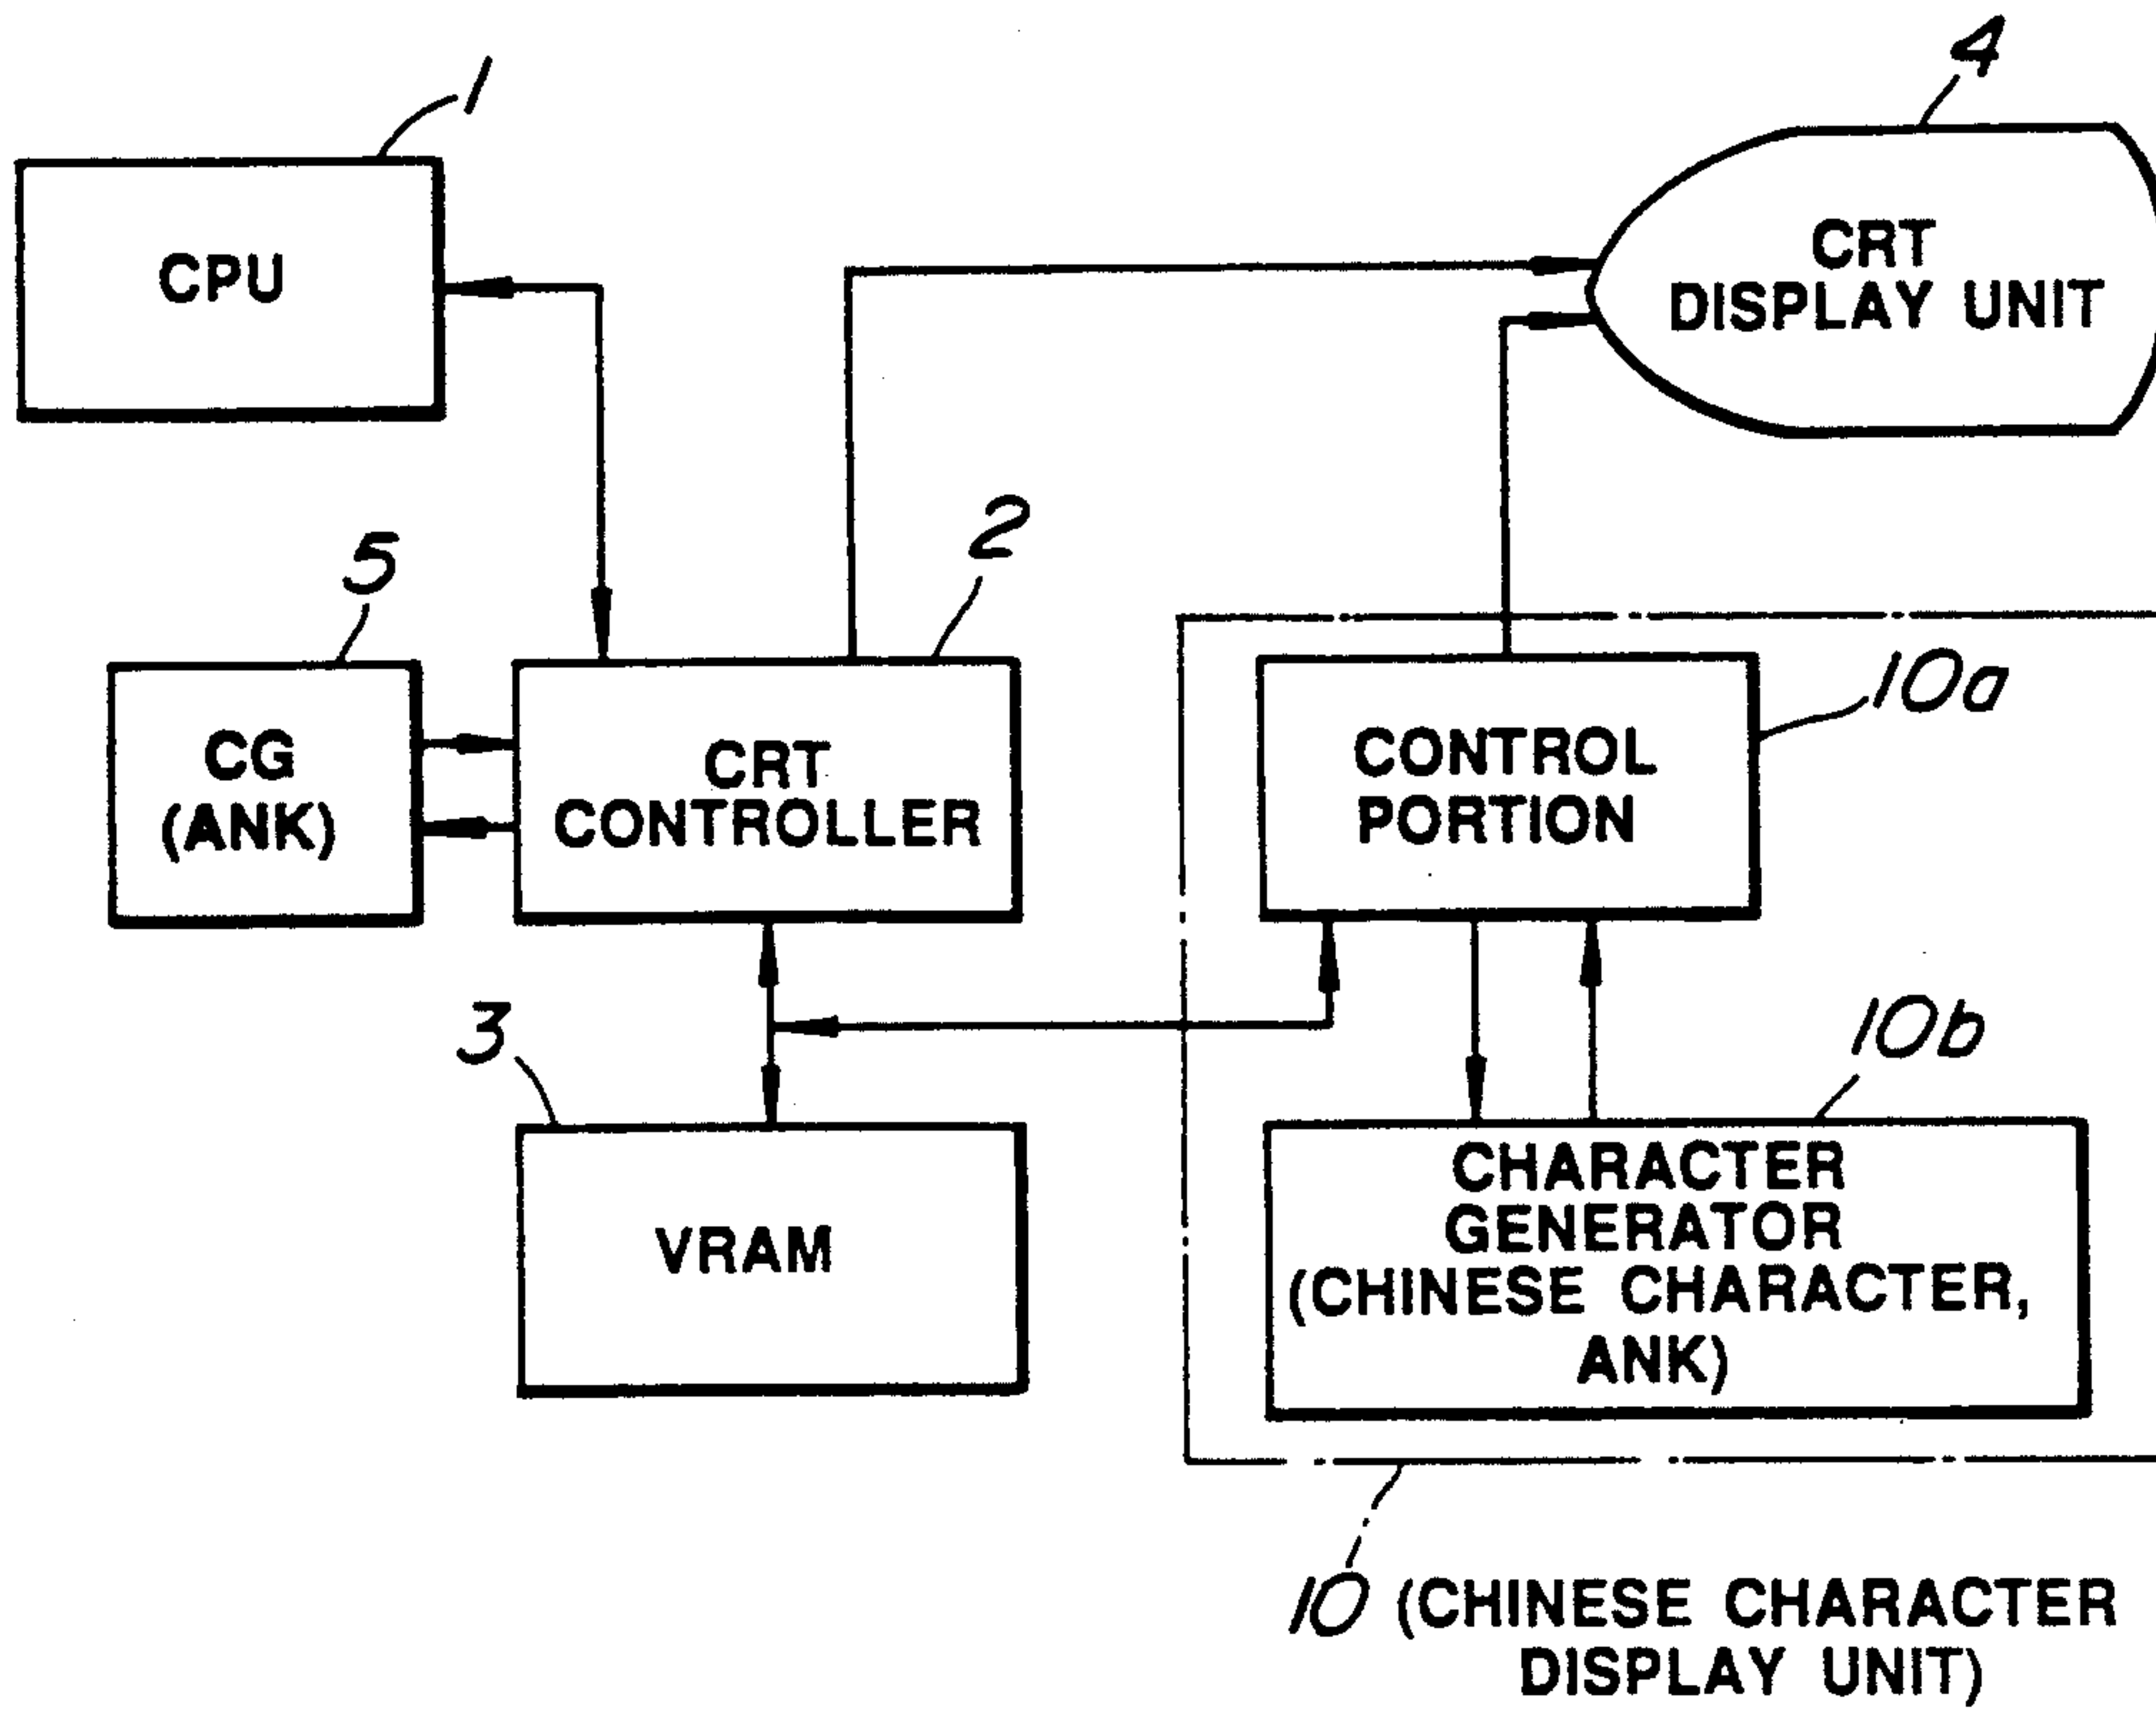 1
4
CPU
CRT
DISPLAY UNIT
5
2
CG
(ANK)
CRT
CONTROLLER
10a
CONTROL
PORTION
3
10b
VRAM
CHARACTER
GENERATOR
(CHINESE CHARACTER,
ANK)
10 (CHINESE CHARACTER
DISPLAY UNIT)